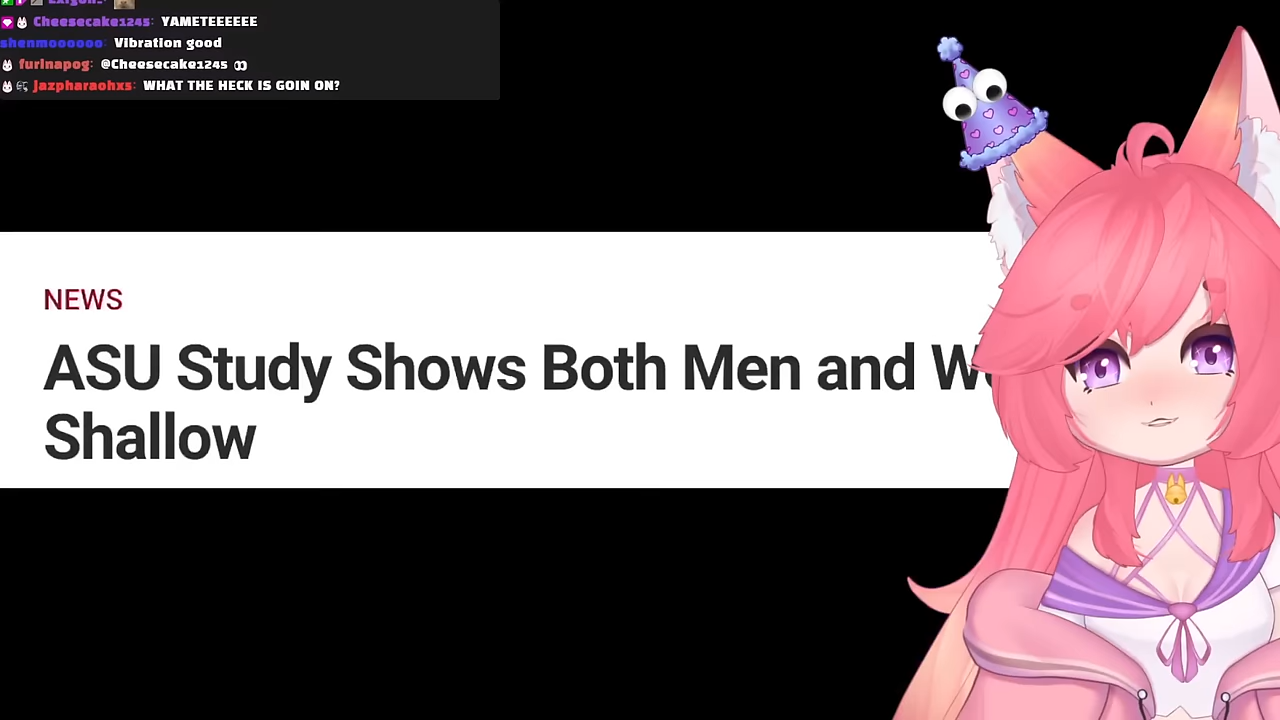 Cheesecake1245: YAMETEEEEEE
shenmoooooo: Vibration good
furinapog: @Cheesecake1245
jazpharaohxs: WHAT THE HECK IS GOIN ON?
NEWS
ASU Study Shows Both Men and
Shallow